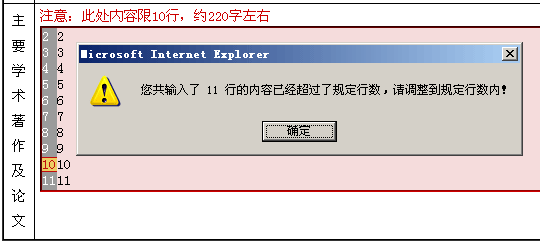 主要学术著作及论文
注意：此处内容限10行，约220字左右
2 2
3 3
4 4
5 5
6 6
7 7
8 8
9 9
10 10
11 11
Microsoft Internet Explorer
您共输入了 11 行的内容已经超过了规定行数，请调整到规定行数内！
确定